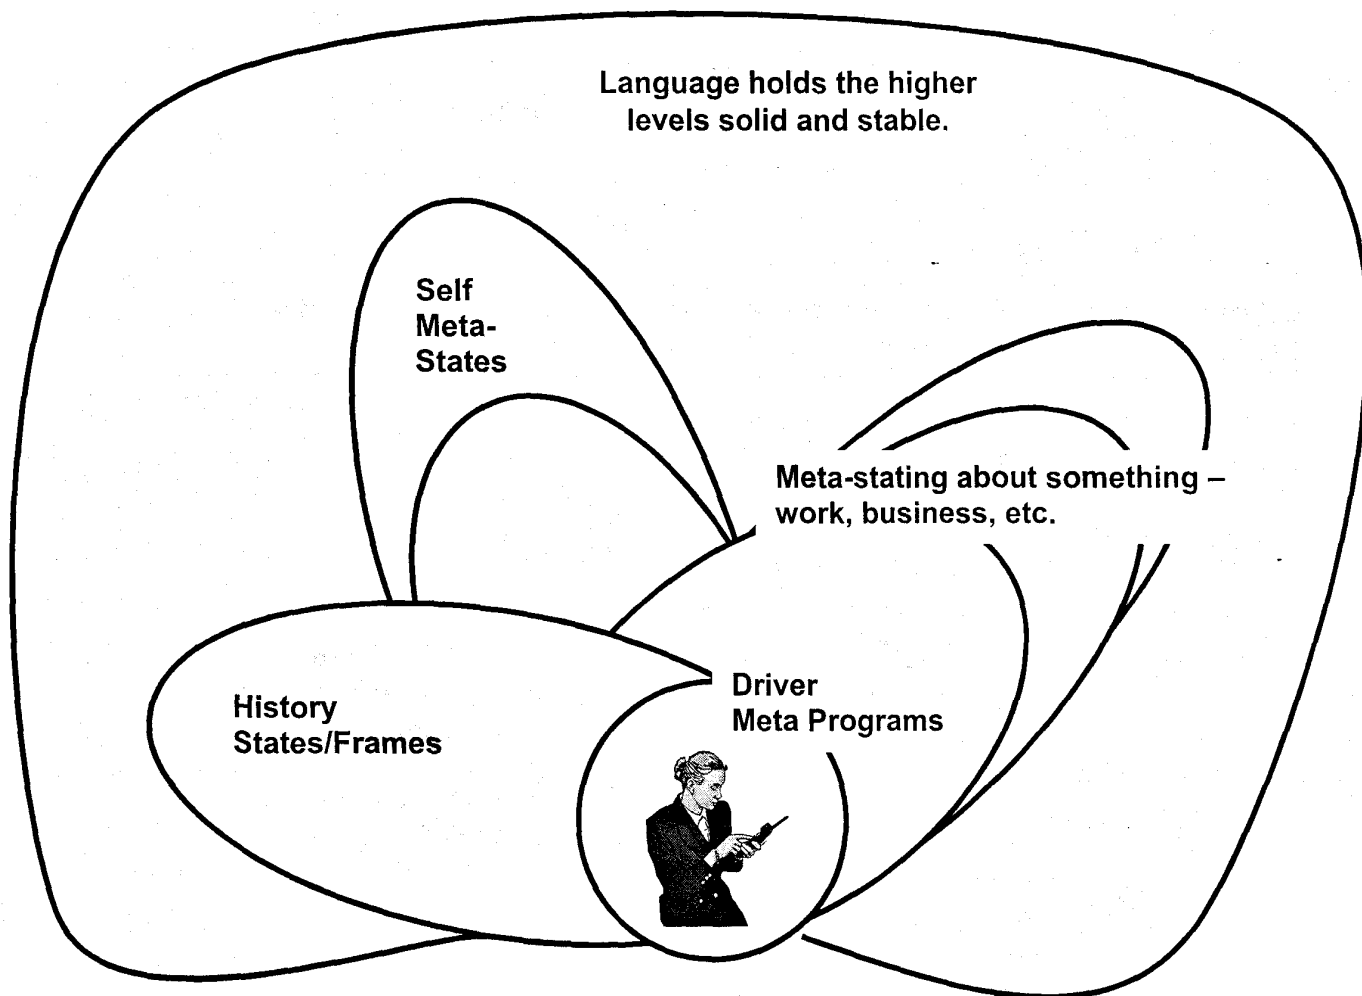 Language holds the higher
levels solid and stable.
Self
Meta-
States
Meta-stating about something –
work, business, etc.
Driver
Meta Programs
History
States/Frames